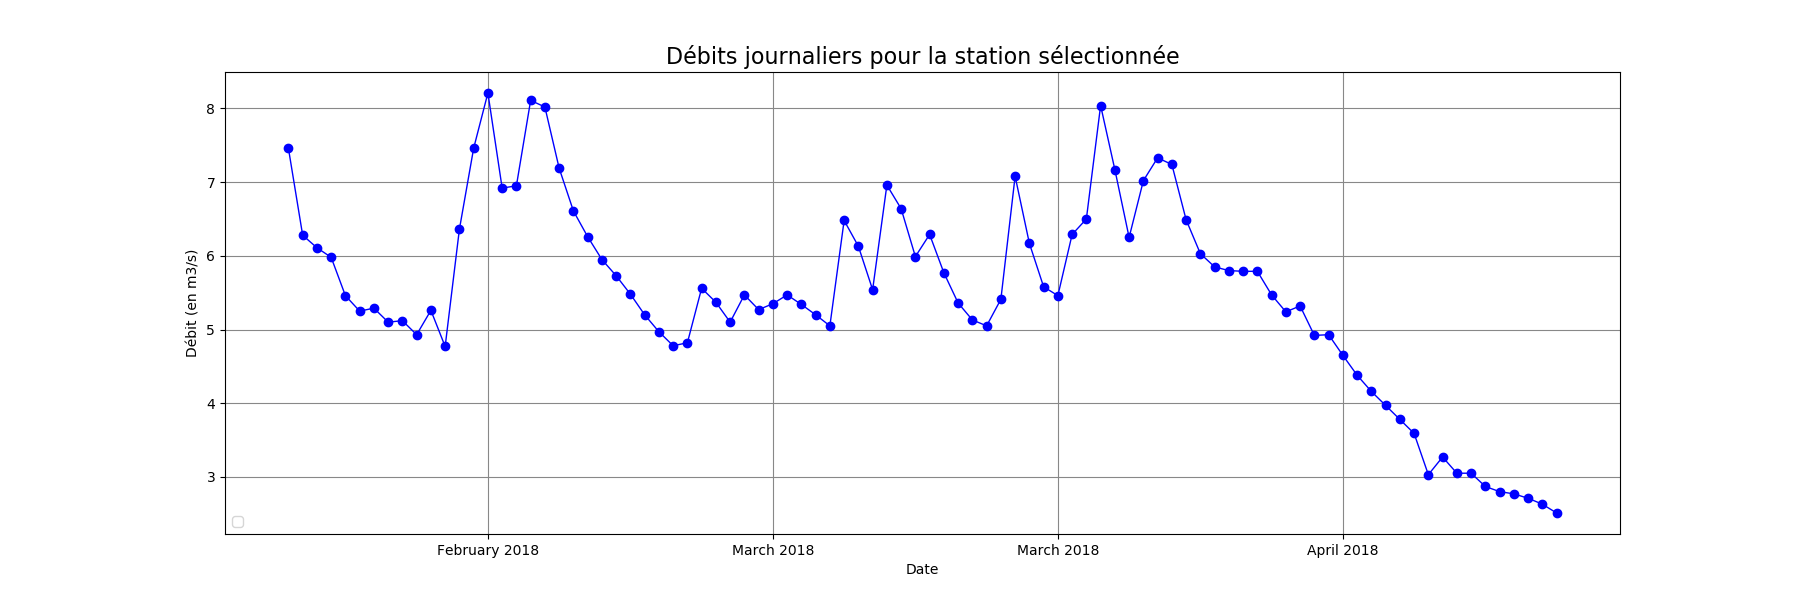 Débits journaliers pour la station sélectionnée
8
7
6
5
4
3
Débit (en m3/s)
February 2018 March 2018 March 2018 April 2018
Date